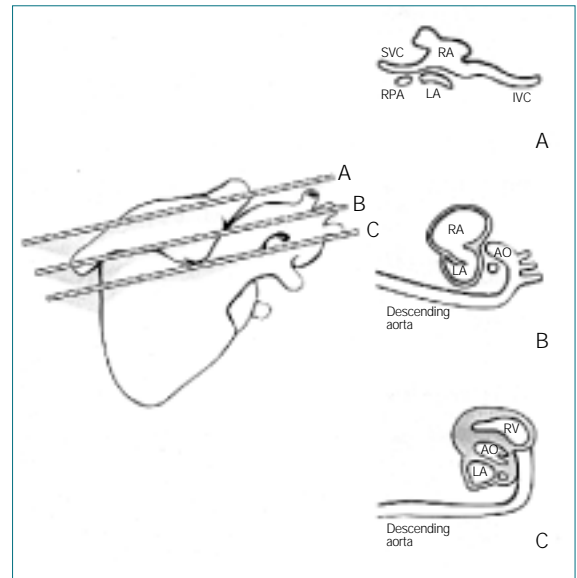 SVC
RA
RPA
LA
IVC
A
A
B
C
RA
AO
LA
Descending
aorta
B
RV
AO
LA
Descending
aorta
C